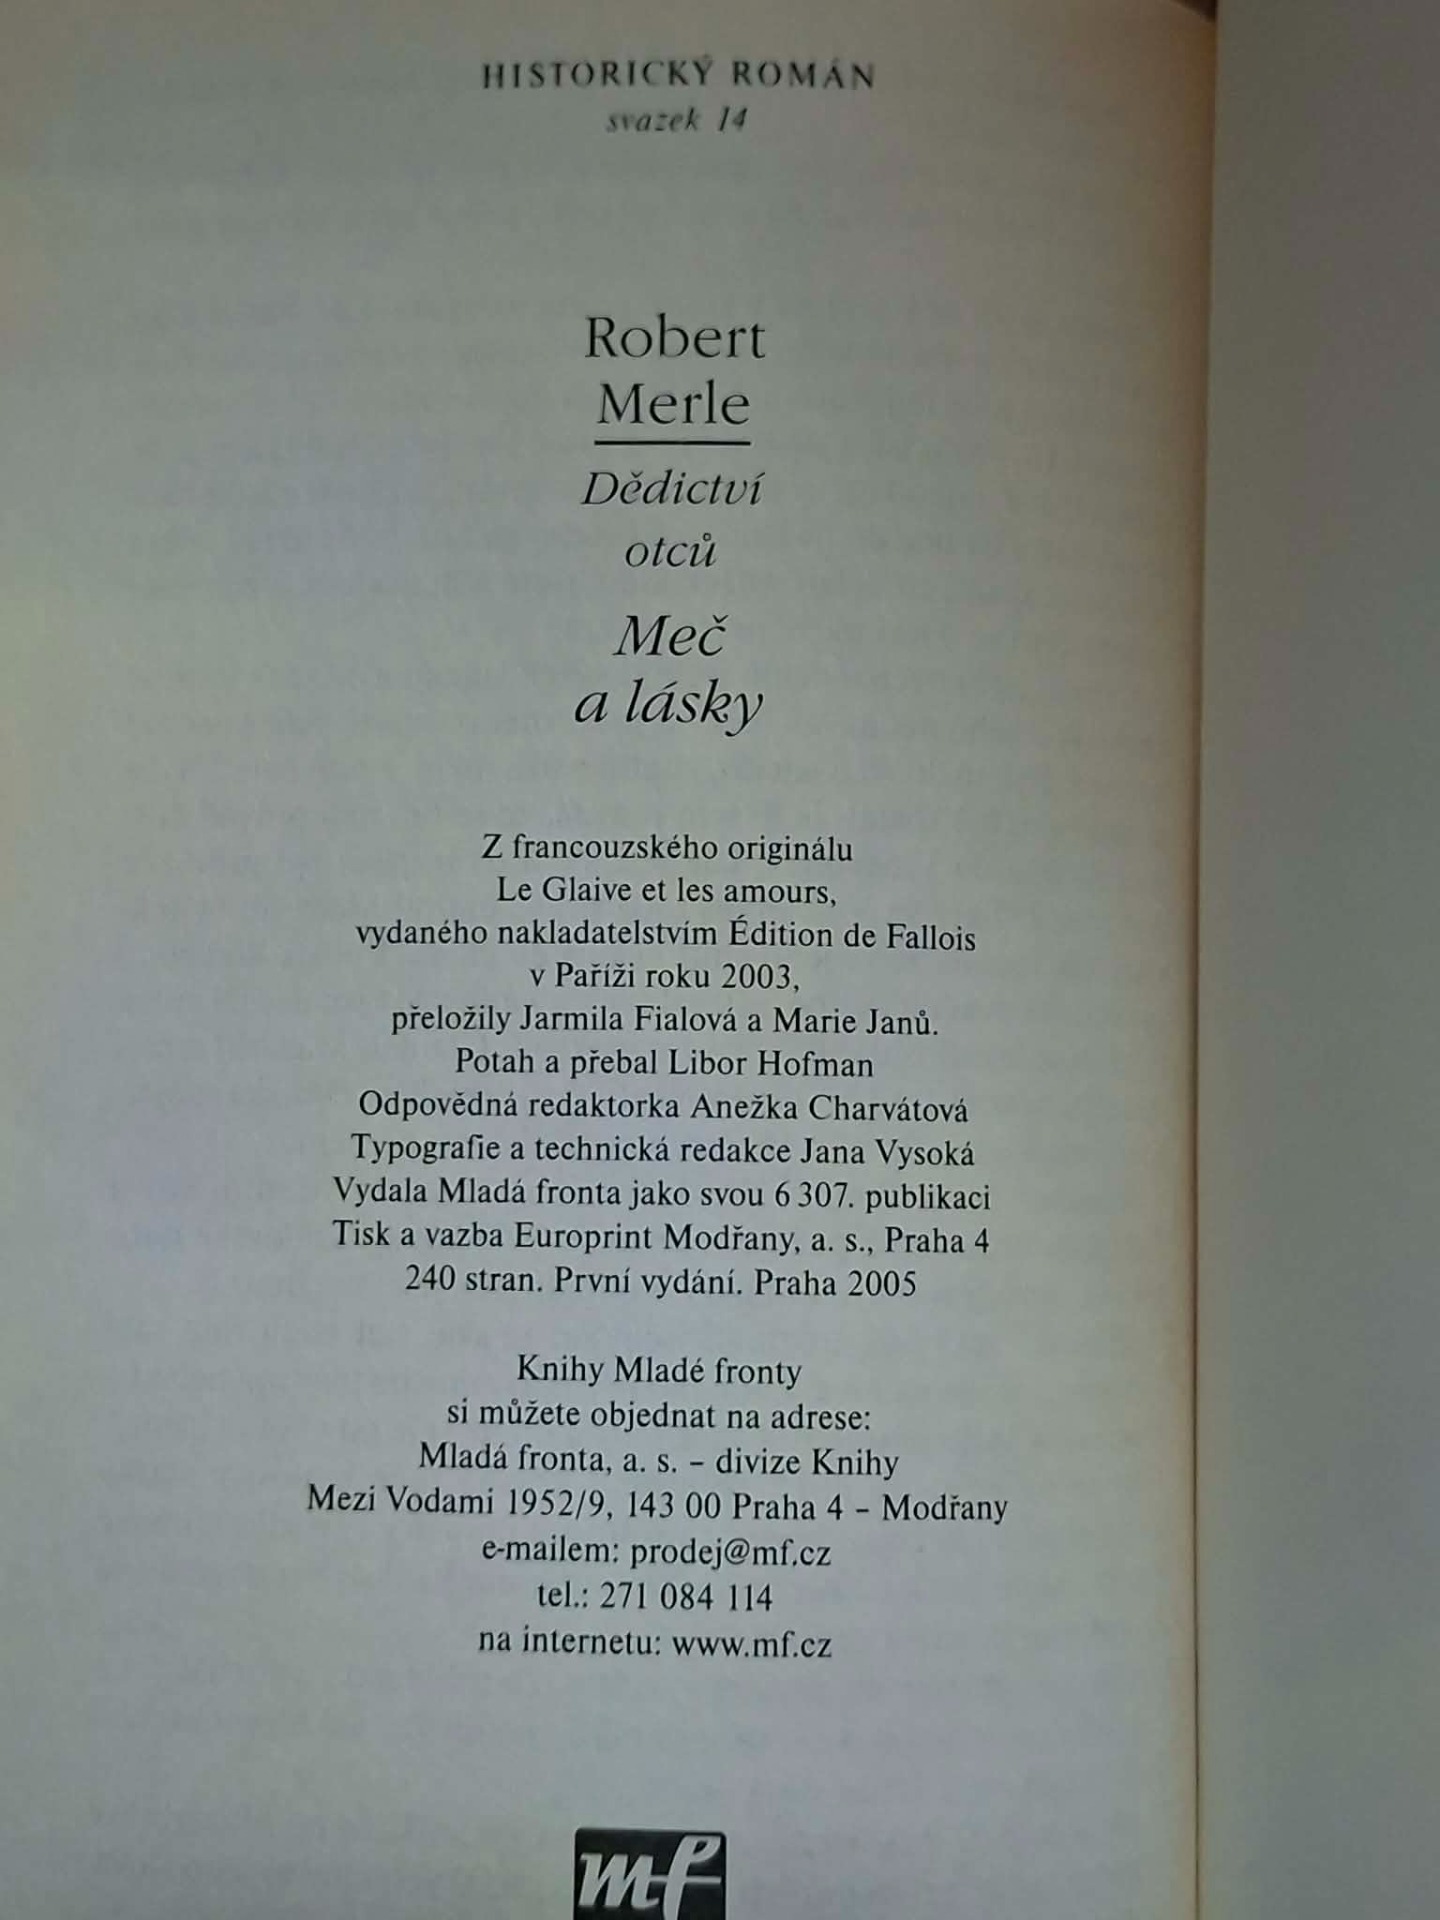 HISTORICKÝ ROMÁN
svazek 14
Robert
Merle
Dědictví
otců
Meč
a lásky
Z francouzského originálu
Le Glaive et les amours,
vydaného nakladatelstvím Édition de Fallois
v Paříži roku 2003,
přeložily Jarmila Fialová a Marie Janů.
Potah a přebal Libor Hofman
Odpovědná redaktorka Anežka Charvátová
Typografie a technická redakce Jana Vysoká
Vydala Mladá fronta jako svou 6 307. publikaci
Tisk a vazba Europrint Modřany, a. s., Praha 4
240 stran. První vydání. Praha 2005
Knihy Mladé fronty
si můžete objednat na adrese:
Mladá fronta, a. s. – divize Knihy
Mezi Vodami 1952/9, 143 00 Praha 4 – Modřany
e-mailem: prodej@mf.cz
tel.: 271 084 114
na internetu: www.mf.cz
mf